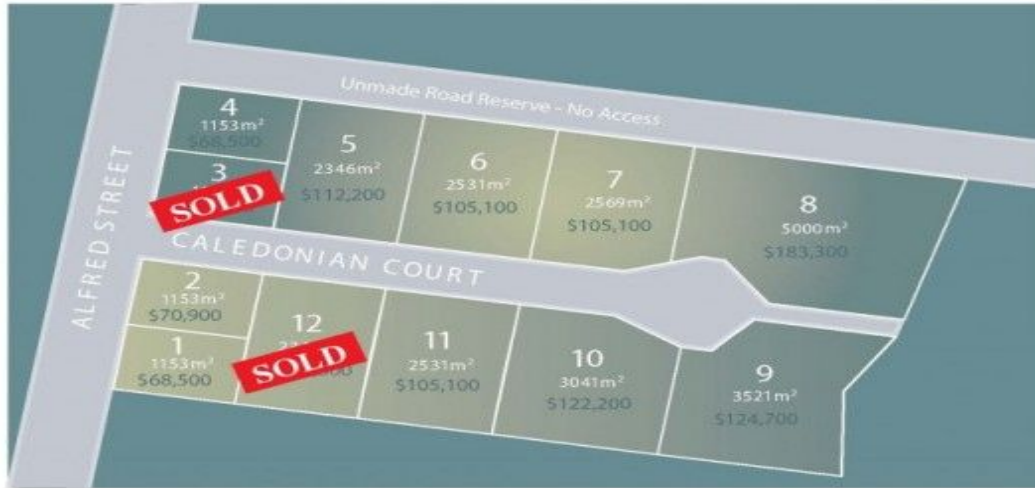 Unmade Road Reserve - No Access
4
1153m²
$68,500
3
SOLD
5
2346m²
$112,200
6
2531m²
$105,100
7
2569m²
$105,100
8
5000m²
$183,300
ALFRED STREET
CALEDONIAN COURT
2
1153m²
$70,900
1
1153m²
$68,500
12
SOLD
11
2531m²
$105,100
10
3041m²
$122,200
9
3521m²
$124,700